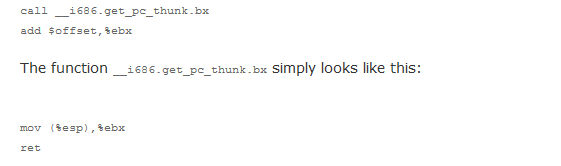 call __i686.get_pc_thunk.bx
add $offset,%ebx
The function __i686.get_pc_thunk.bx simply looks like this:
mov (%esp),%ebx
ret